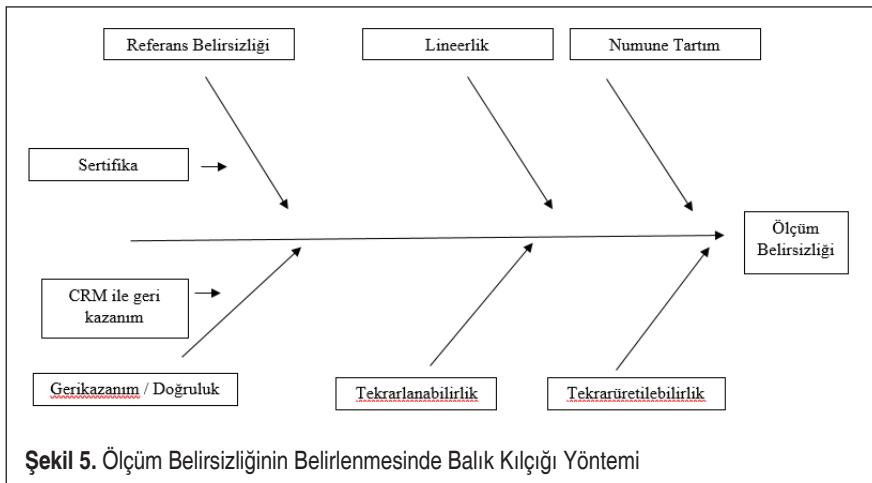 Referans Belirsizliği
Lineerlik
Numune Tartım
Sertifika
Ölçüm
Belirsizliği
CRM ile geri
kazanım
Gerikazanım / Doğruluk
Tekrarlanabilirlik
Tekrarüretilebilirlik
Şekil 5. Ölçüm Belirsizliğinin Belirlenmesinde Balık Kılçığı Yöntemi